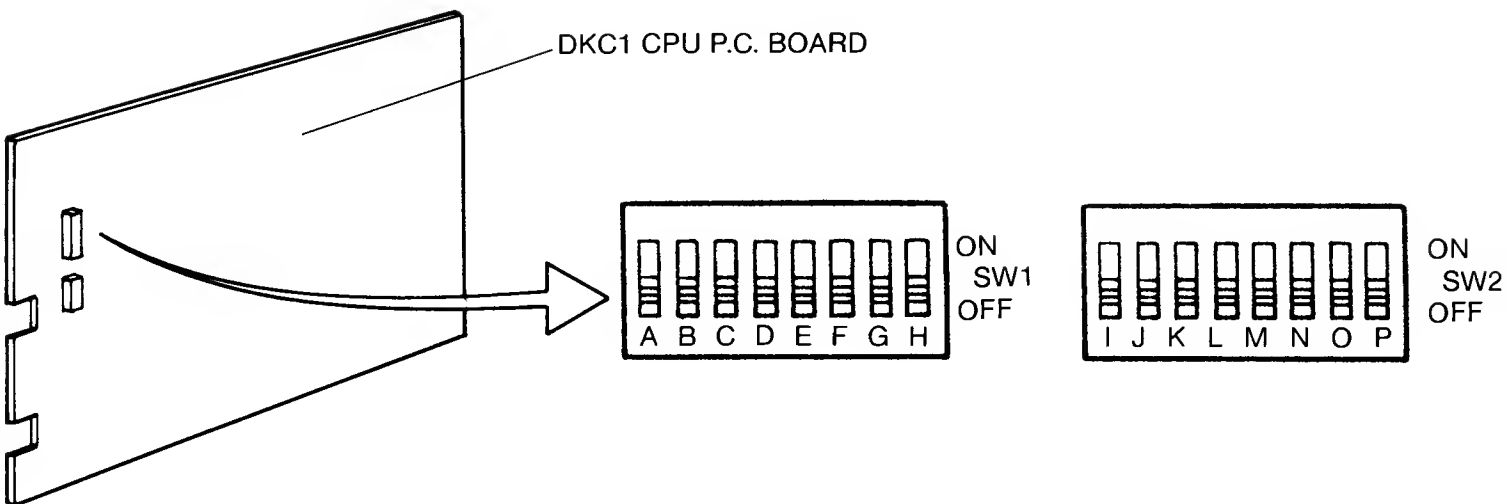 DKC1 CPU P.C. BOARD
ON
SW1
OFF
A B C D E F G H
ON
SW2
OFF
I J K L M N O P